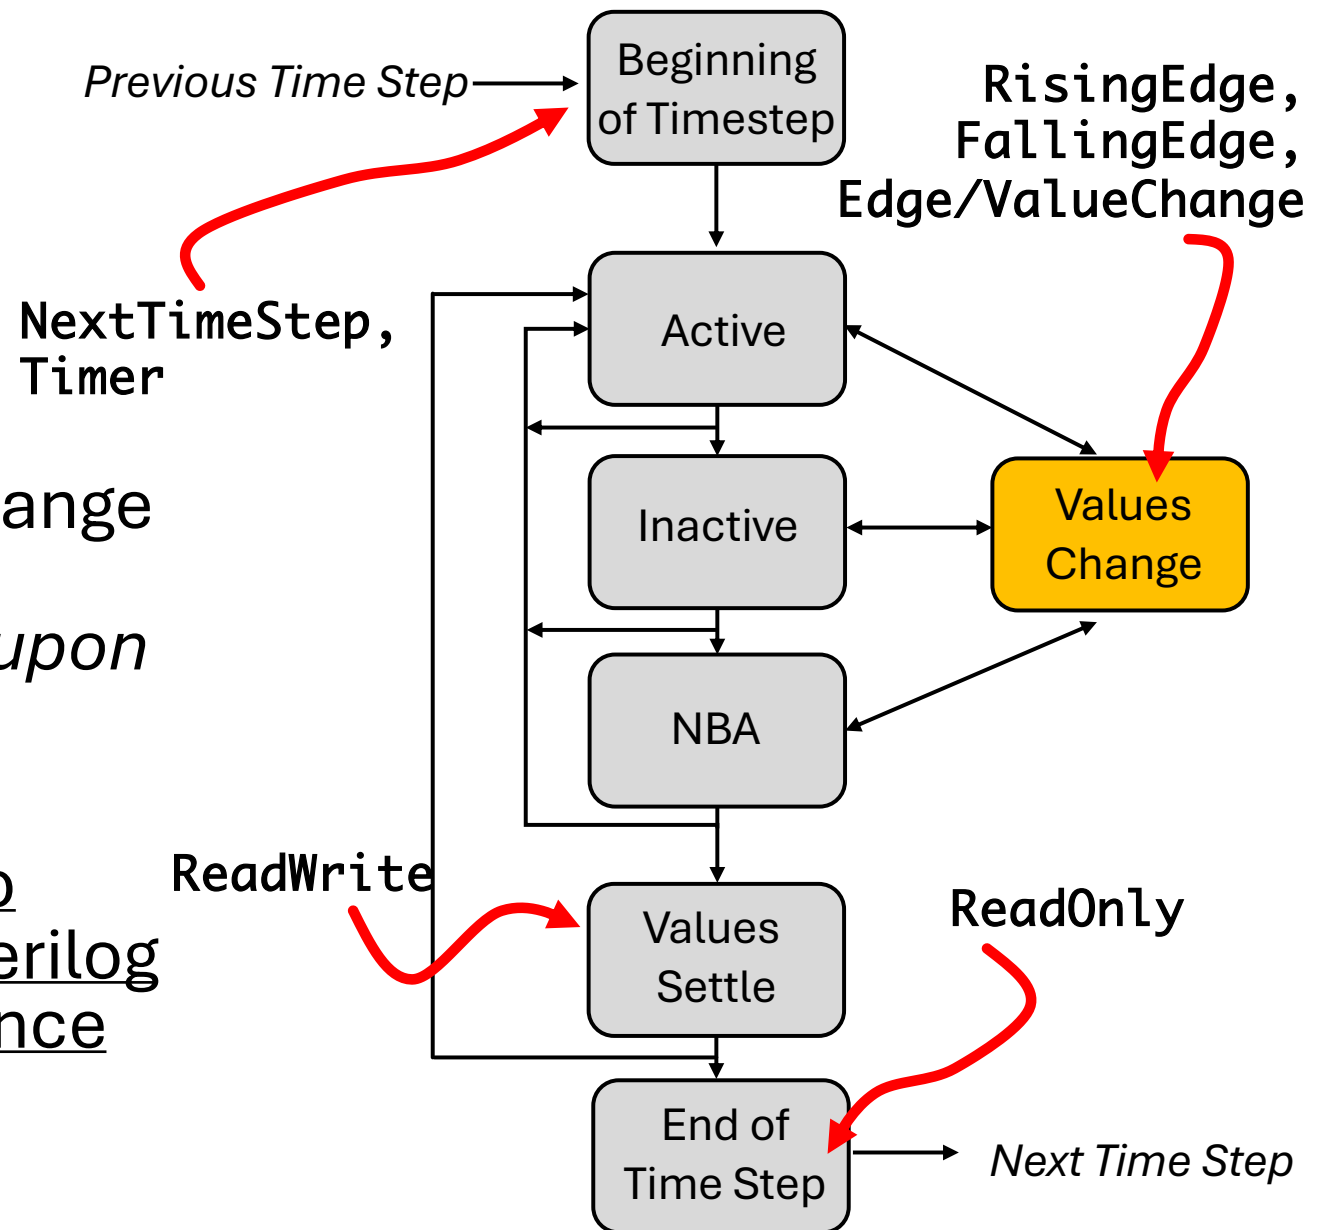 Beginning
of Timestep
Previous Time Step
RisingEdge,
FallingEdge,
Edge/ValueChange
NextTimeStep,
Timer
Active
ange
Inactive
Values
Change
upon
NBA
ReadWrite
erilog
nce
Values
Settle
ReadOnly
End of
Time Step
Next Time Step